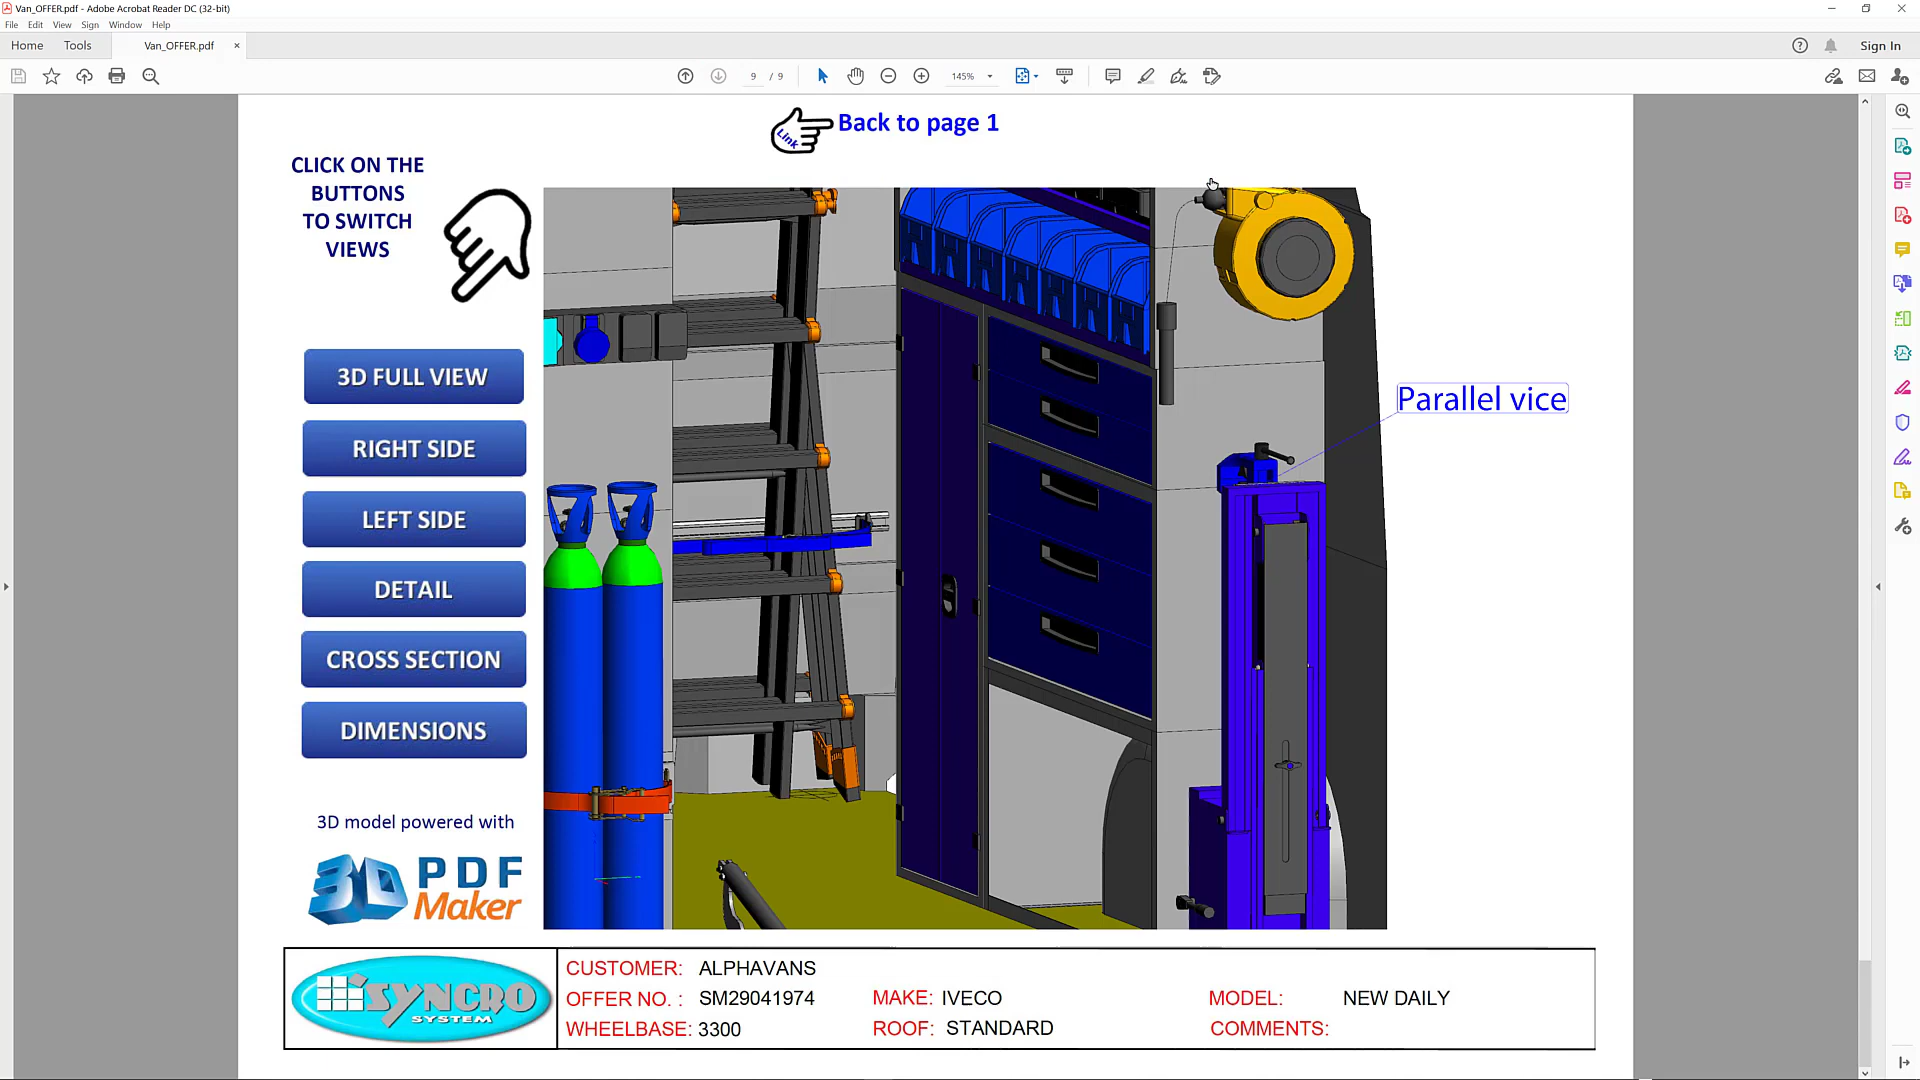 Van_OFFER.pdf - Adobe Acrobat Reader DC (32-bit)
File Edit View Sign Window Help
Home Tools Van_OFFER.pdf × Sign In
9 / 9 145%
Link Back to page 1
CLICK ON THE
BUTTONS
TO SWITCH
VIEWS
3D FULL VIEW
RIGHT SIDE
LEFT SIDE
DETAIL
CROSS SECTION
DIMENSIONS
Parallel vice
3D model powered with
3D PDF
Maker
SYNCRO
SYSTEM
CUSTOMER: ALPHAVANS
OFFER NO. : SM29041974 MAKE: IVECO MODEL: NEW DAILY
WHEELBASE: 3300 ROOF: STANDARD COMMENTS: